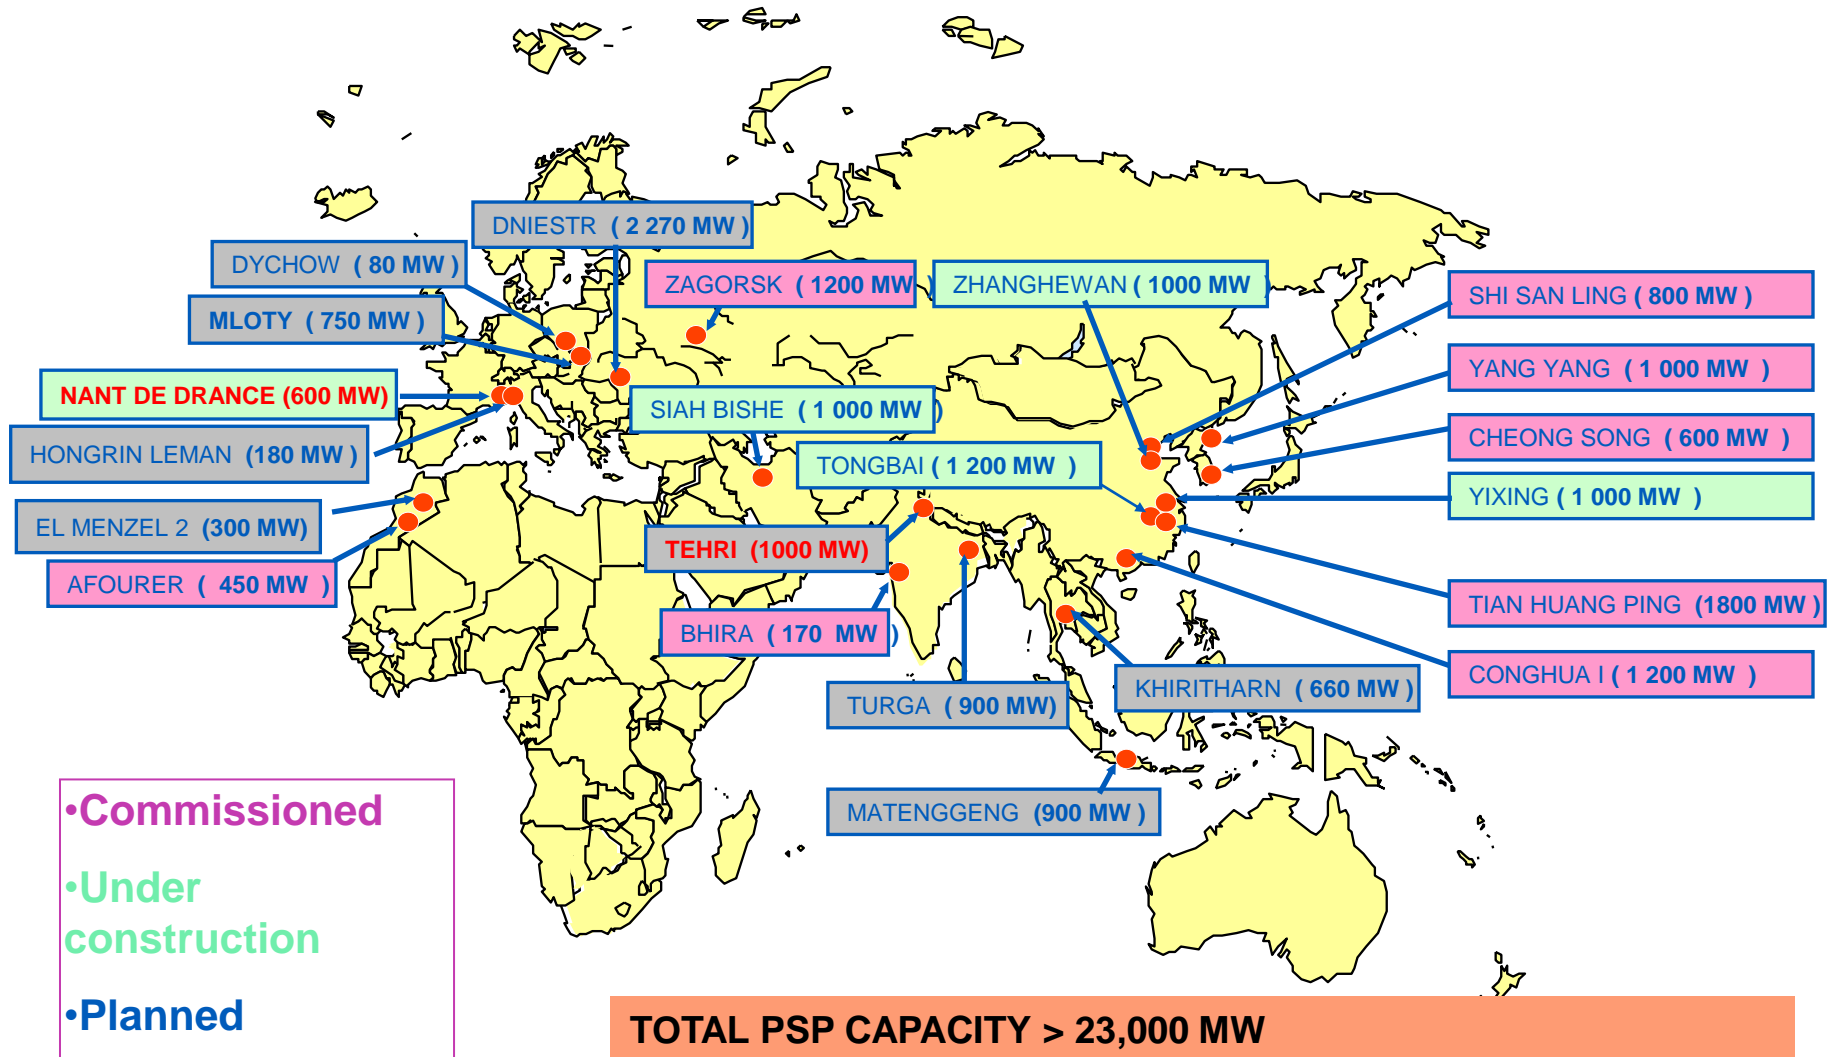 DNIESTR ( 2 270 MW )
DYCHOW ( 80 MW )
ZAGORSK ( 1200 MW )
ZHANGHEWAN ( 1000 MW )
SHI SAN LING ( 800 MW )
MLOTY ( 750 MW )
YANG YANG ( 1 000 MW )
NANT DE DRANCE (600 MW)
SIAH BISHE ( 1 000 MW )
CHEONG SONG ( 600 MW )
HONGRIN LEMAN (180 MW )
TONGBAI ( 1 200 MW )
YIXING ( 1 000 MW )
EL MENZEL 2 (300 MW)
TEHRI (1000 MW)
AFOURER ( 450 MW )
TIAN HUANG PING (1800 MW )
BHIRA ( 170 MW )
CONGHUA I ( 1 200 MW )
KHIRITHARN ( 660 MW )
TURGA ( 900 MW)
MATENGGENG (900 MW )
•Commissioned
•Under
construction
•Planned
TOTAL PSP CAPACITY > 23,000 MW